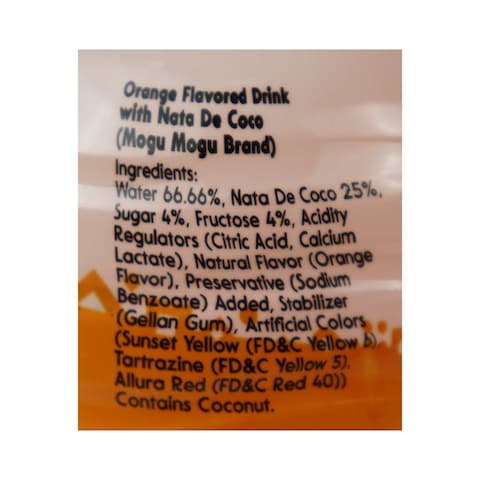 Orange Flavored Drink
with Nata De Coco
(Mogu Mogu Brand)
Ingredients:
Water 66.66%, Nata De Coco 25%,
Sugar 4%, Fructose 4%, Acidity
Regulators (Citric Acid, Calcium
Lactate), Natural Flavor (Orange
Flavor), Preservative (Sodium
Benzoate) Added, Stabilizer
(Gellan Gum), Artificial Colors
(Sunset Yellow (FD&C Yellow 6),
Tartrazine (FD&C Yellow 5),
Allura Red (FD&C Red 40))
Contains Coconut.